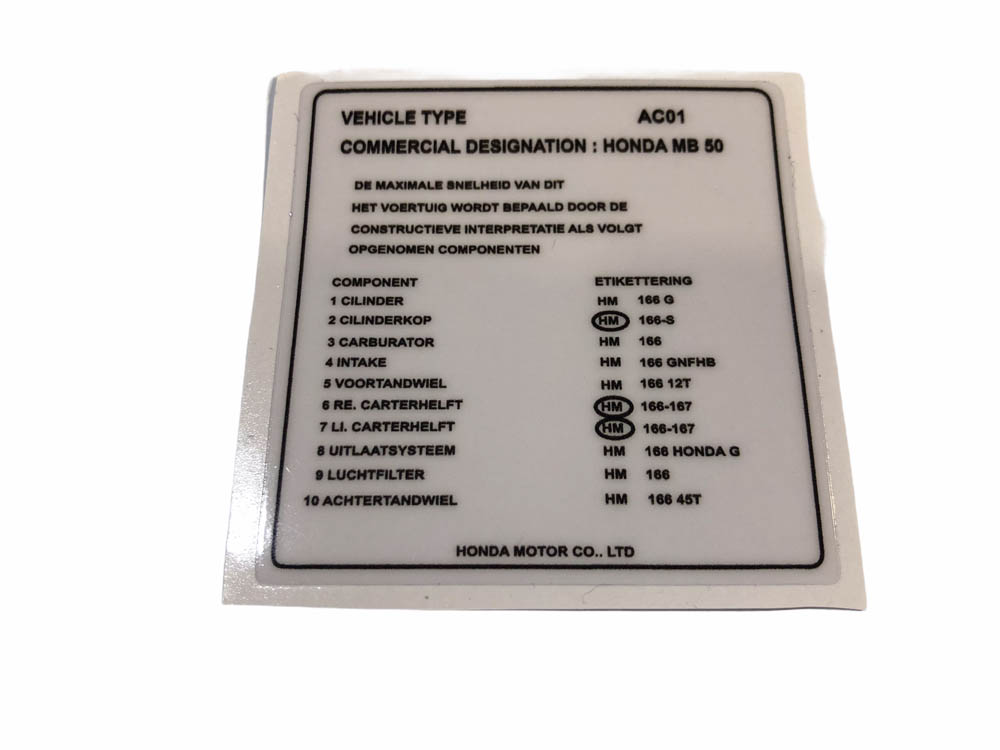 VEHICLE TYPE AC01
COMMERCIAL DESIGNATION : HONDA MB 50
DE MAXIMALE SNELHEID VAN DIT
HET VOERTUIG WORDT BEPAALD DOOR DE
CONSTRUCTIEVE INTERPRETATIE ALS VOLGT
OPGENOMEN COMPONENTEN
COMPONENT ETIKETTERING
1 CILINDER HM 166 G
2 CILINDERKOP HM 166-S
3 CARBURATOR HM 166
4 INTAKE HM 166 GNFHB
5 VOORTANDWIEL HM 166 12T
6 RE. CARTERHELFT HM 166-167
7 LI. CARTERHELFT HM 166-167
8 UITLAATSYSTEEM HM 166 HONDA G
9 LUCHTFILTER HM 166
10 ACHTERTANDWIEL HM 166 45T
HONDA MOTOR CO.. LTD